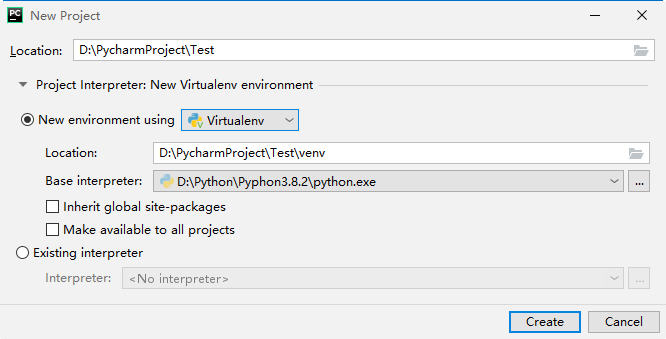 PC New Project
Location: D:\PycharmProject\Test
Project Interpreter: New Virtualenv environment
New environment using Virtualenv
Location: D:\PycharmProject\Test\venv
Base interpreter: D:\Python\Pyphon3.8.2\python.exe ...
Inherit global site-packages
Make available to all projects
Existing interpreter
Interpreter: <No interpreter> ...
Create Cancel